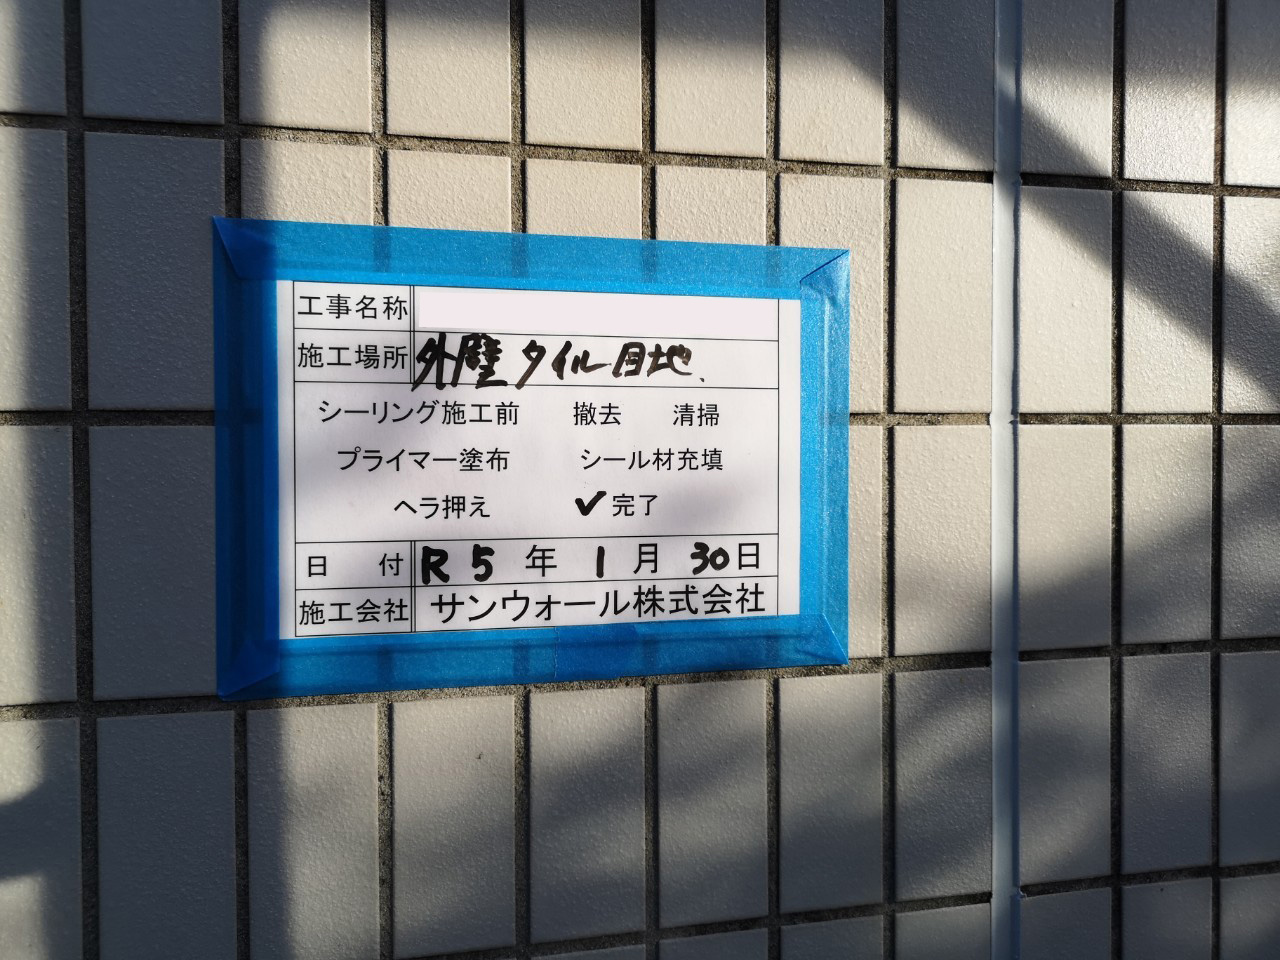 工事名称
施工場所 外壁タイル目地、
シーリング施工前 撤去 清掃
プライマー塗布 シール材充填
ヘラ押え ✓完了
日 付 R 5 年 1 月 30 日
施工会社 サンウォール株式会社